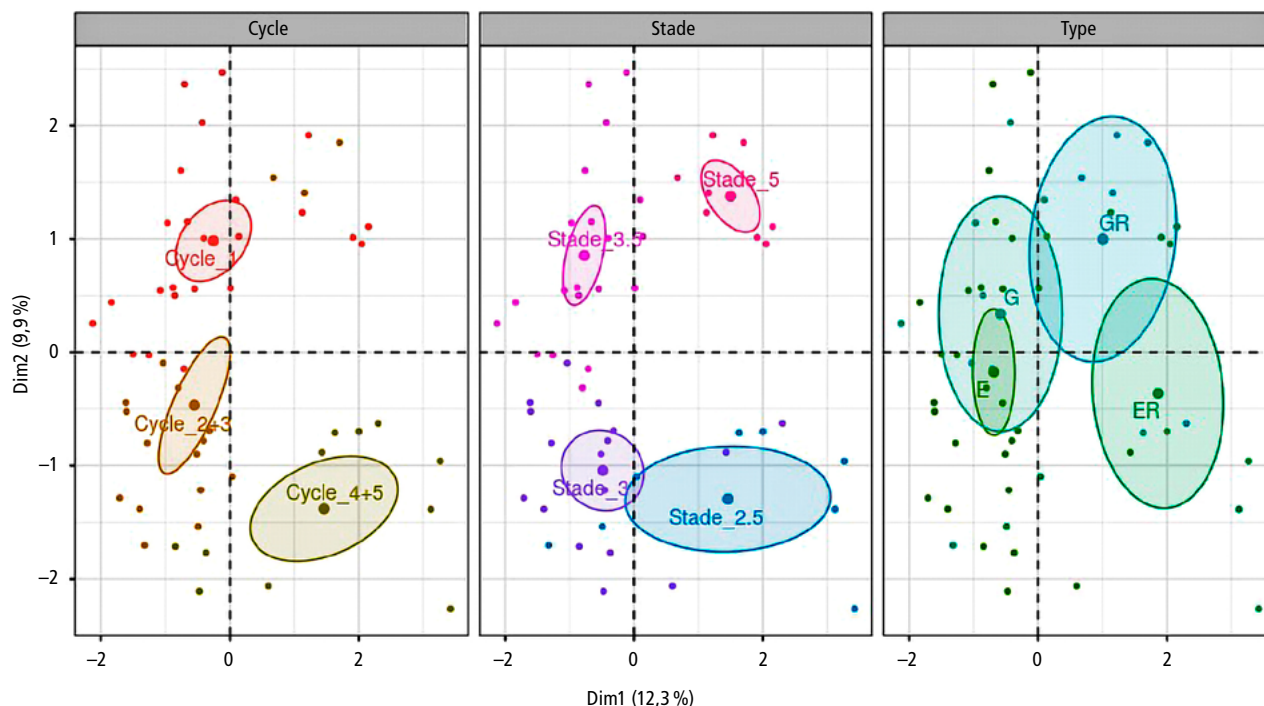 Cycle Stade Type
Dim2 (9,9 %)
2
1
0
−1
−2
Cycle_1
Cycle_2+3
Cycle_4+5
Stade_5
Stade_3.5
Stade_3
Stade_2.5
GR
G
E
ER
−2 0 2 −2 0 2 −2 0 2
Dim1 (12,3 %)